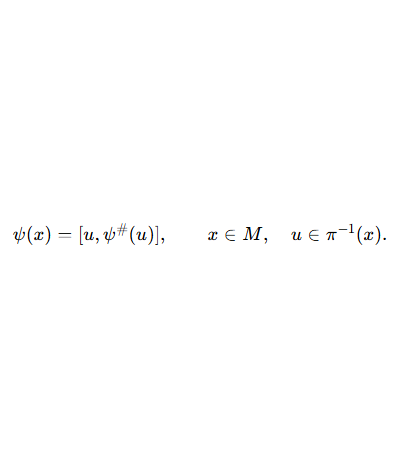 ψ(x) = [u, ψ^#(u)],  x ∈ M,  u ∈ π^{-1}(x).